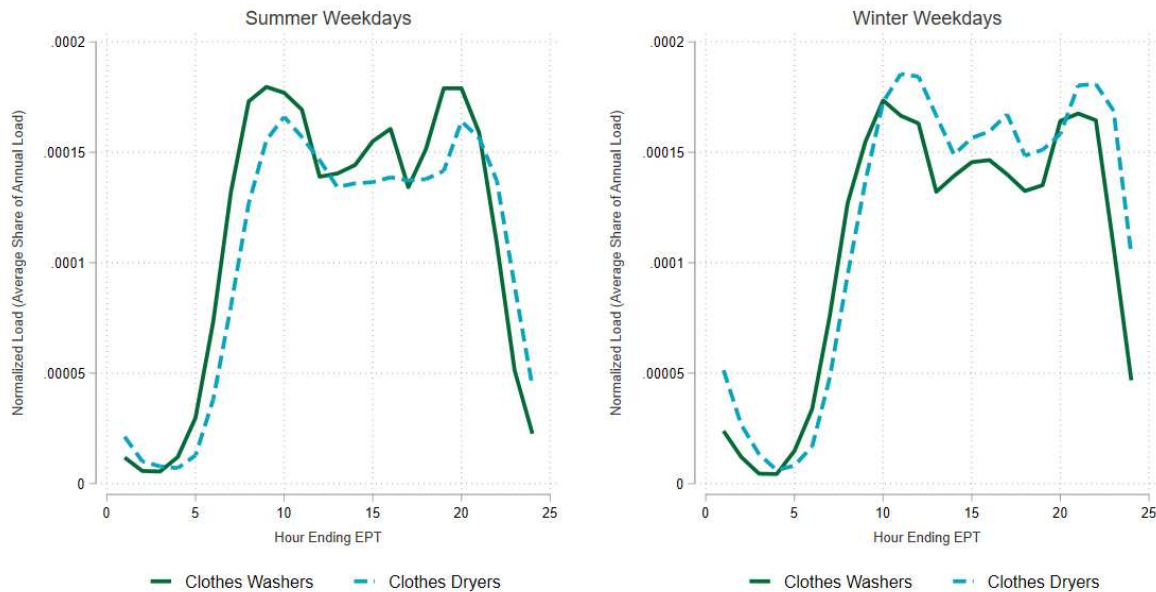 Summer Weekdays
Normalized Load (Average Share of Annual Load)
.0002
.00015
.0001
.00005
0
0 5 10 15 20 25
Hour Ending EPT
Clothes Washers Clothes Dryers
Winter Weekdays
Normalized Load (Average Share of Annual Load)
.0002
.00015
.0001
.00005
0
0 5 10 15 20 25
Hour Ending EPT
Clothes Washers Clothes Dryers